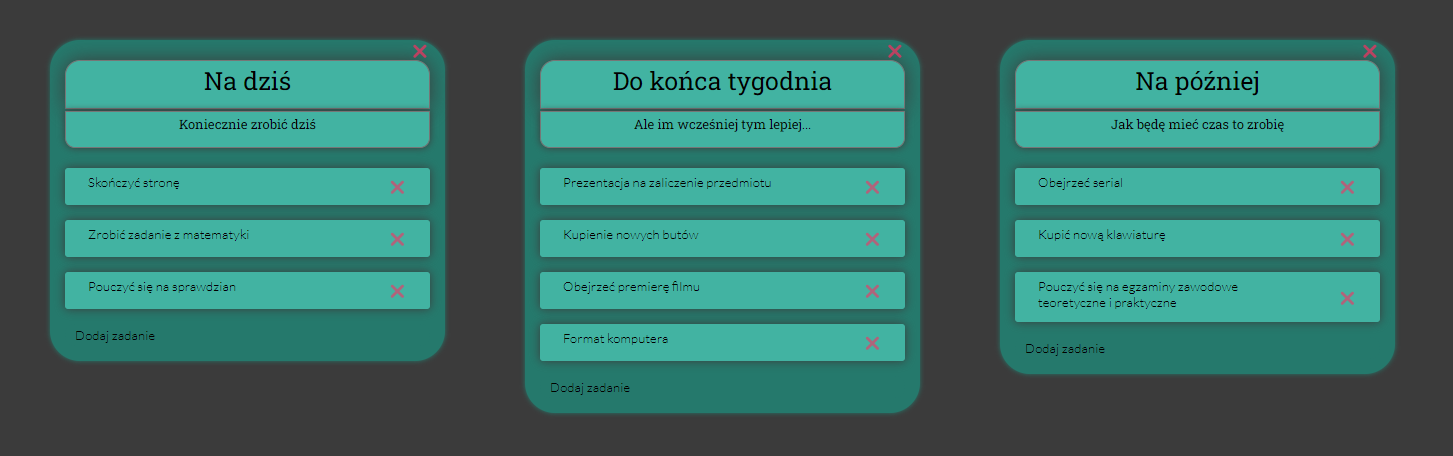 Na dziś
Koniecznie zrobić dziś
Skończyć stronę
Zrobić zadanie z matematyki
Pouczyć się na sprawdzian
Dodaj zadanie
Do końca tygodnia
Ale im wcześniej tym lepiej...
Prezentacja na zaliczenie przedmiotu
Kupienie nowych butów
Obejrzeć premierę filmu
Format komputera
Dodaj zadanie
Na później
Jak będę mieć czas to zrobię
Obejrzeć serial
Kupić nową klawiaturę
Pouczyć się na egzaminy zawodowe
teoretyczne i praktyczne
Dodaj zadanie